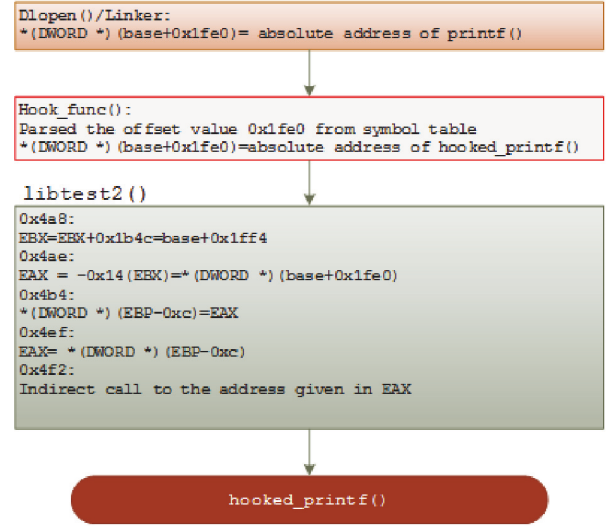 Dlopen()/Linker:
*(DWORD *)(base+0x1fe0)= absolute address of printf()
Hook_func():
Parsed the offset value 0x1fe0 from symbol table
*(DWORD *)(base+0x1fe0)=absolute address of hooked_printf()
libtest2()
0x4a8:
EBX=EBX+0x1b4c=base+0x1ff4
0x4ae:
EAX = -0x14(EBX)=*(DWORD *)(base+0x1fe0)
0x4b4:
*(DWORD *)(EBP-0xc)=EAX
0x4ef:
EAX= *(DWORD *)(EBP-0xc)
0x4f2:
Indirect call to the address given in EAX
hooked_printf()